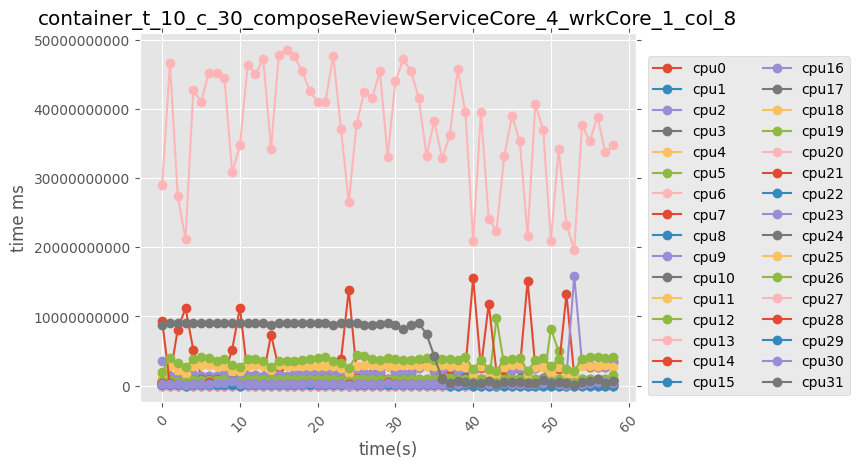 container_t_10_c_30_composeReviewServiceCore_4_wrkCore_1_col_8
50000000000
40000000000
30000000000
20000000000
10000000000
0
time ms
0
10
20
30
40
50
60
time(s)
cpu0
cpu1
cpu2
cpu3
cpu4
cpu5
cpu6
cpu7
cpu8
cpu9
cpu10
cpu11
cpu12
cpu13
cpu14
cpu15
cpu16
cpu17
cpu18
cpu19
cpu20
cpu21
cpu22
cpu23
cpu24
cpu25
cpu26
cpu27
cpu28
cpu29
cpu30
cpu31